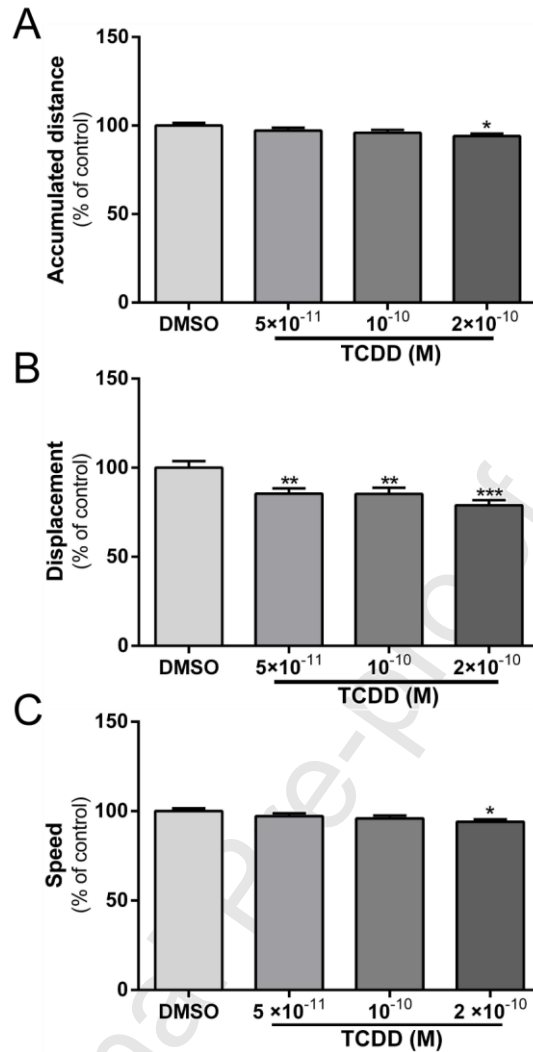 A
Accumulated distance
(% of control)
150
100
50
0
*
DMSO 5×10⁻¹¹ 10⁻¹⁰ 2×10⁻¹⁰
TCDD (M)
B
Displacement
(% of control)
150
100
50
0
** ** ***
DMSO 5×10⁻¹¹ 10⁻¹⁰ 2×10⁻¹⁰
TCDD (M)
C
Speed
(% of control)
150
100
50
0
*
DMSO 5 ×10⁻¹¹ 10⁻¹⁰ 2 ×10⁻¹⁰
TCDD (M)